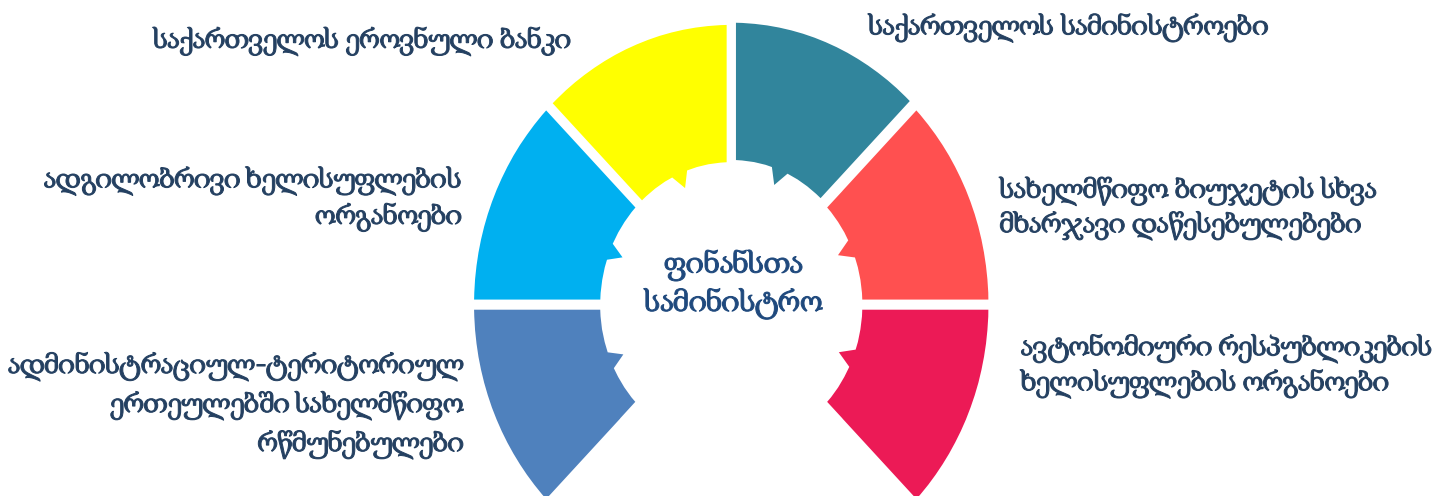 საქართველოს ეროვნული ბანკი
საქართველოს სამინისტროები
ადგილობრივი ხელისუფლების
ორგანოები
სახელმწიფო ბიუჯეტის სხვა
მხარჯავი დაწესებულებები
ფინანსთა
სამინისტრო
ადმინისტრაციულ-ტერიტორიულ
ერთეულებში სახელმწიფო
რწმუნებულები
ავტონომიური რესპუბლიკების
ხელისუფლების ორგანოები